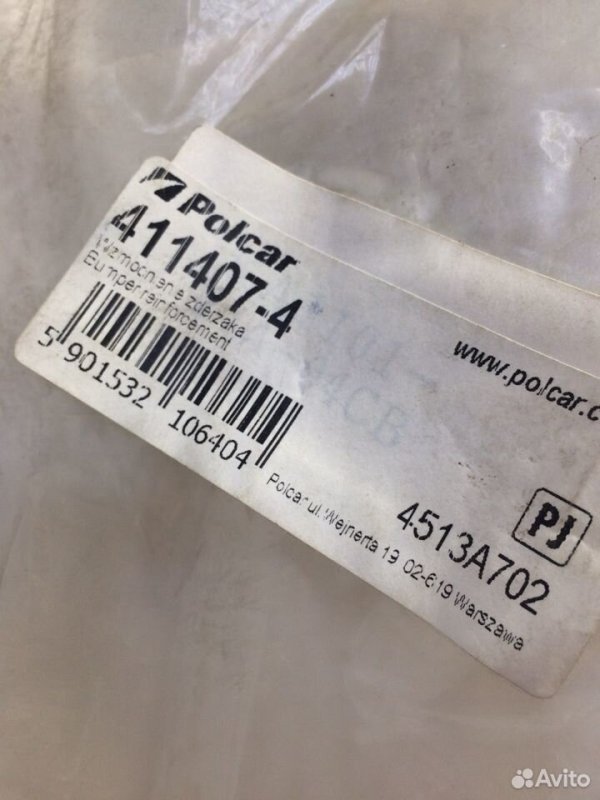 Polcar
411407-4
Wzmocnienie zderzaka
Bumper reinforcement
5 901532 106404
www.polcar.c
PJ
4513A702
Polcar ul. Wejnerta 19 02-619 Warszawa
Avito